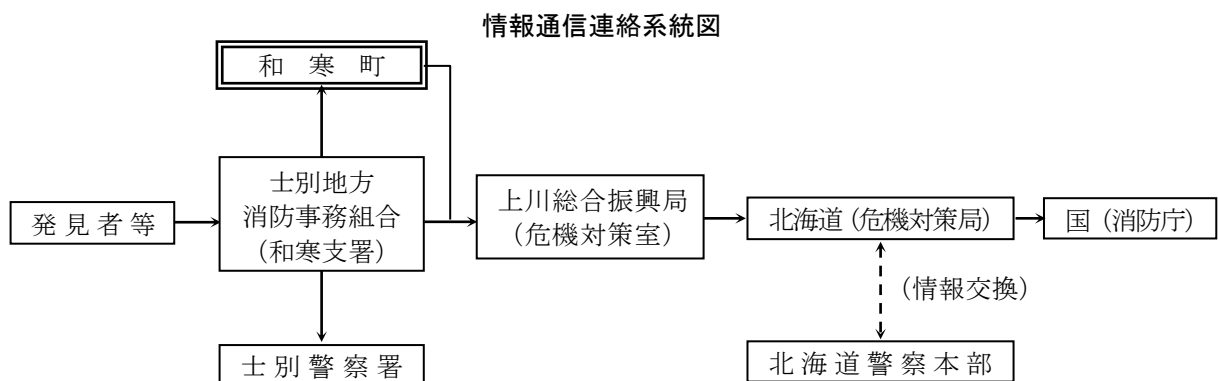 情報通信連絡系統図
和寒町
士別地方
消防事務組合
(和寒支署)
発見者等
上川総合振興局
(危機対策室)
北海道(危機対策局)
国(消防庁)
(情報交換)
士別警察署
北海道警察本部